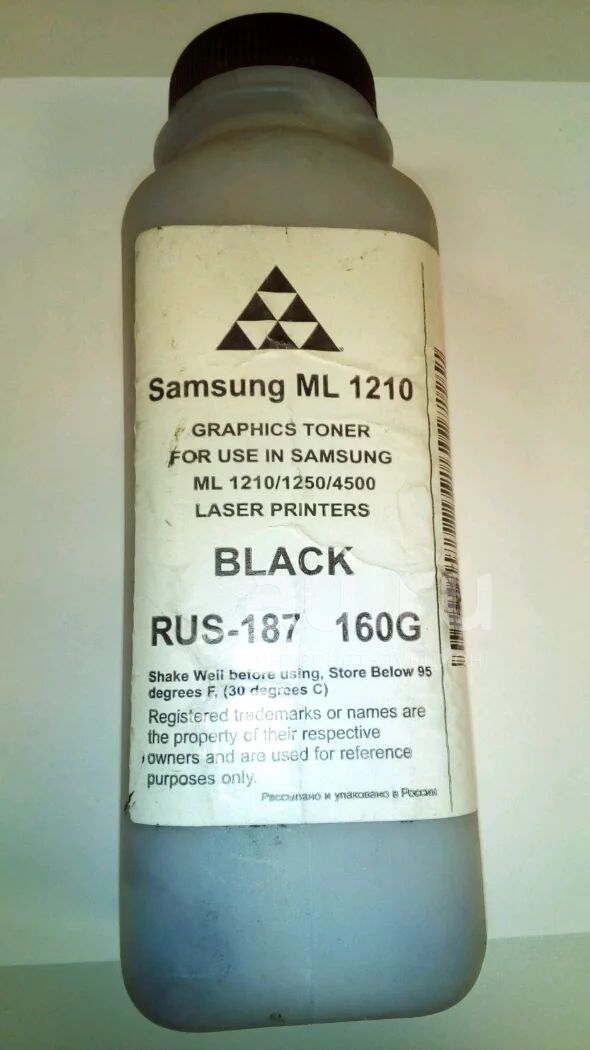 Samsung ML 1210
GRAPHICS TONER
FOR USE IN SAMSUNG
ML 1210/1250/4500
LASER PRINTERS
BLACK
RUS-187 160G
Shake Well before using, Store Below 95
degrees F, (30 degrees C)
Registered trademarks or names are
the property of their respective
owners and are used for reference
purposes only.
Рассыпано и упаковано в России